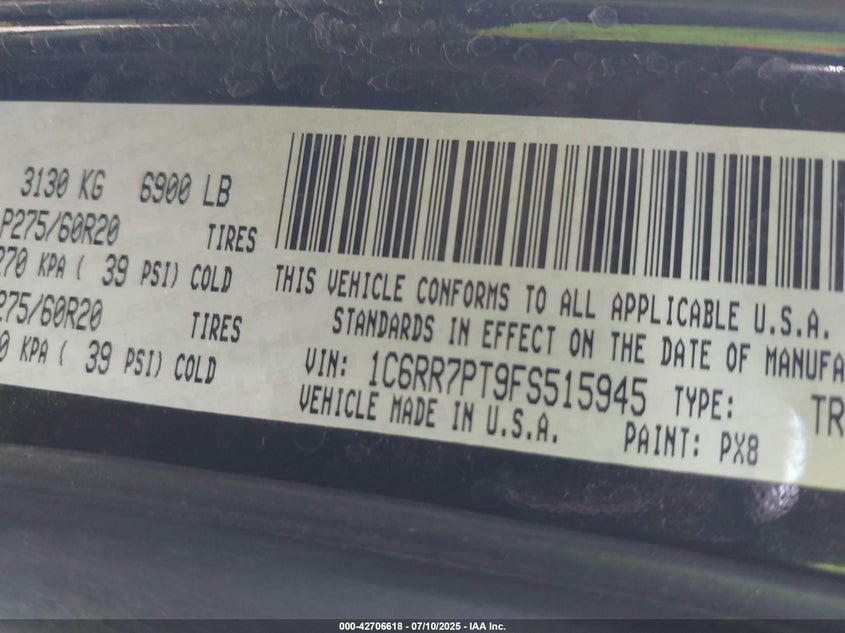 3130 KG 6900 LB
P275/60R20 TIRES
270 KPA ( 39 PSI) COLD
275/60R20 TIRES
0 KPA ( 39 PSI) COLD
THIS VEHICLE CONFORMS TO ALL APPLICABLE U.S.A.
STANDARDS IN EFFECT ON THE DATE OF MANUFA
VIN: 1C6RR7PT9FS515945 TYPE: TR
VEHICLE MADE IN U.S.A. PAINT: PX8
000-42706618 - 07/10/2025 - IAA Inc.